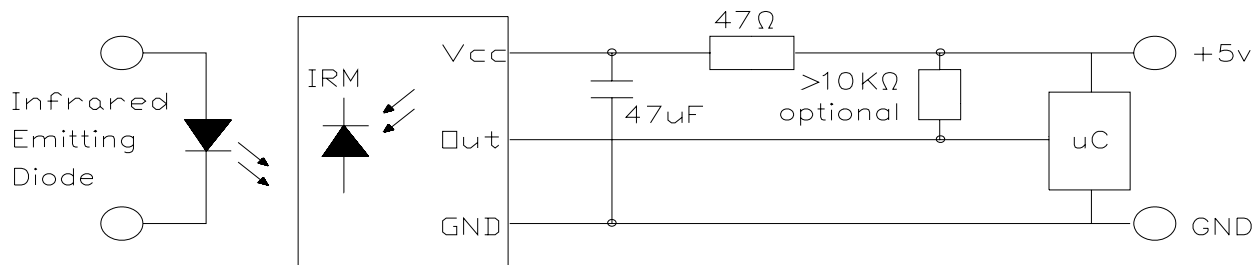 Infrared
Emitting
Diode
IRM
Vcc
Out
GND
47Ω
47uF
>10KΩ
optional
uC
+5v
GND